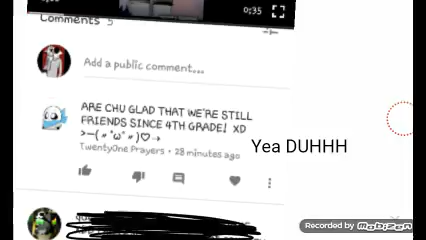 0:35
Comments 5
Add a public comment...
ARE CHU GLAD THAT WE'RE STILL
FRIENDS SINCE 4TH GRADE! XD
>~(〃°ω°〃)♡→
TwentyOne Prayers • 28 minutes ago
Yea DUHHH
Recorded by Mobizen